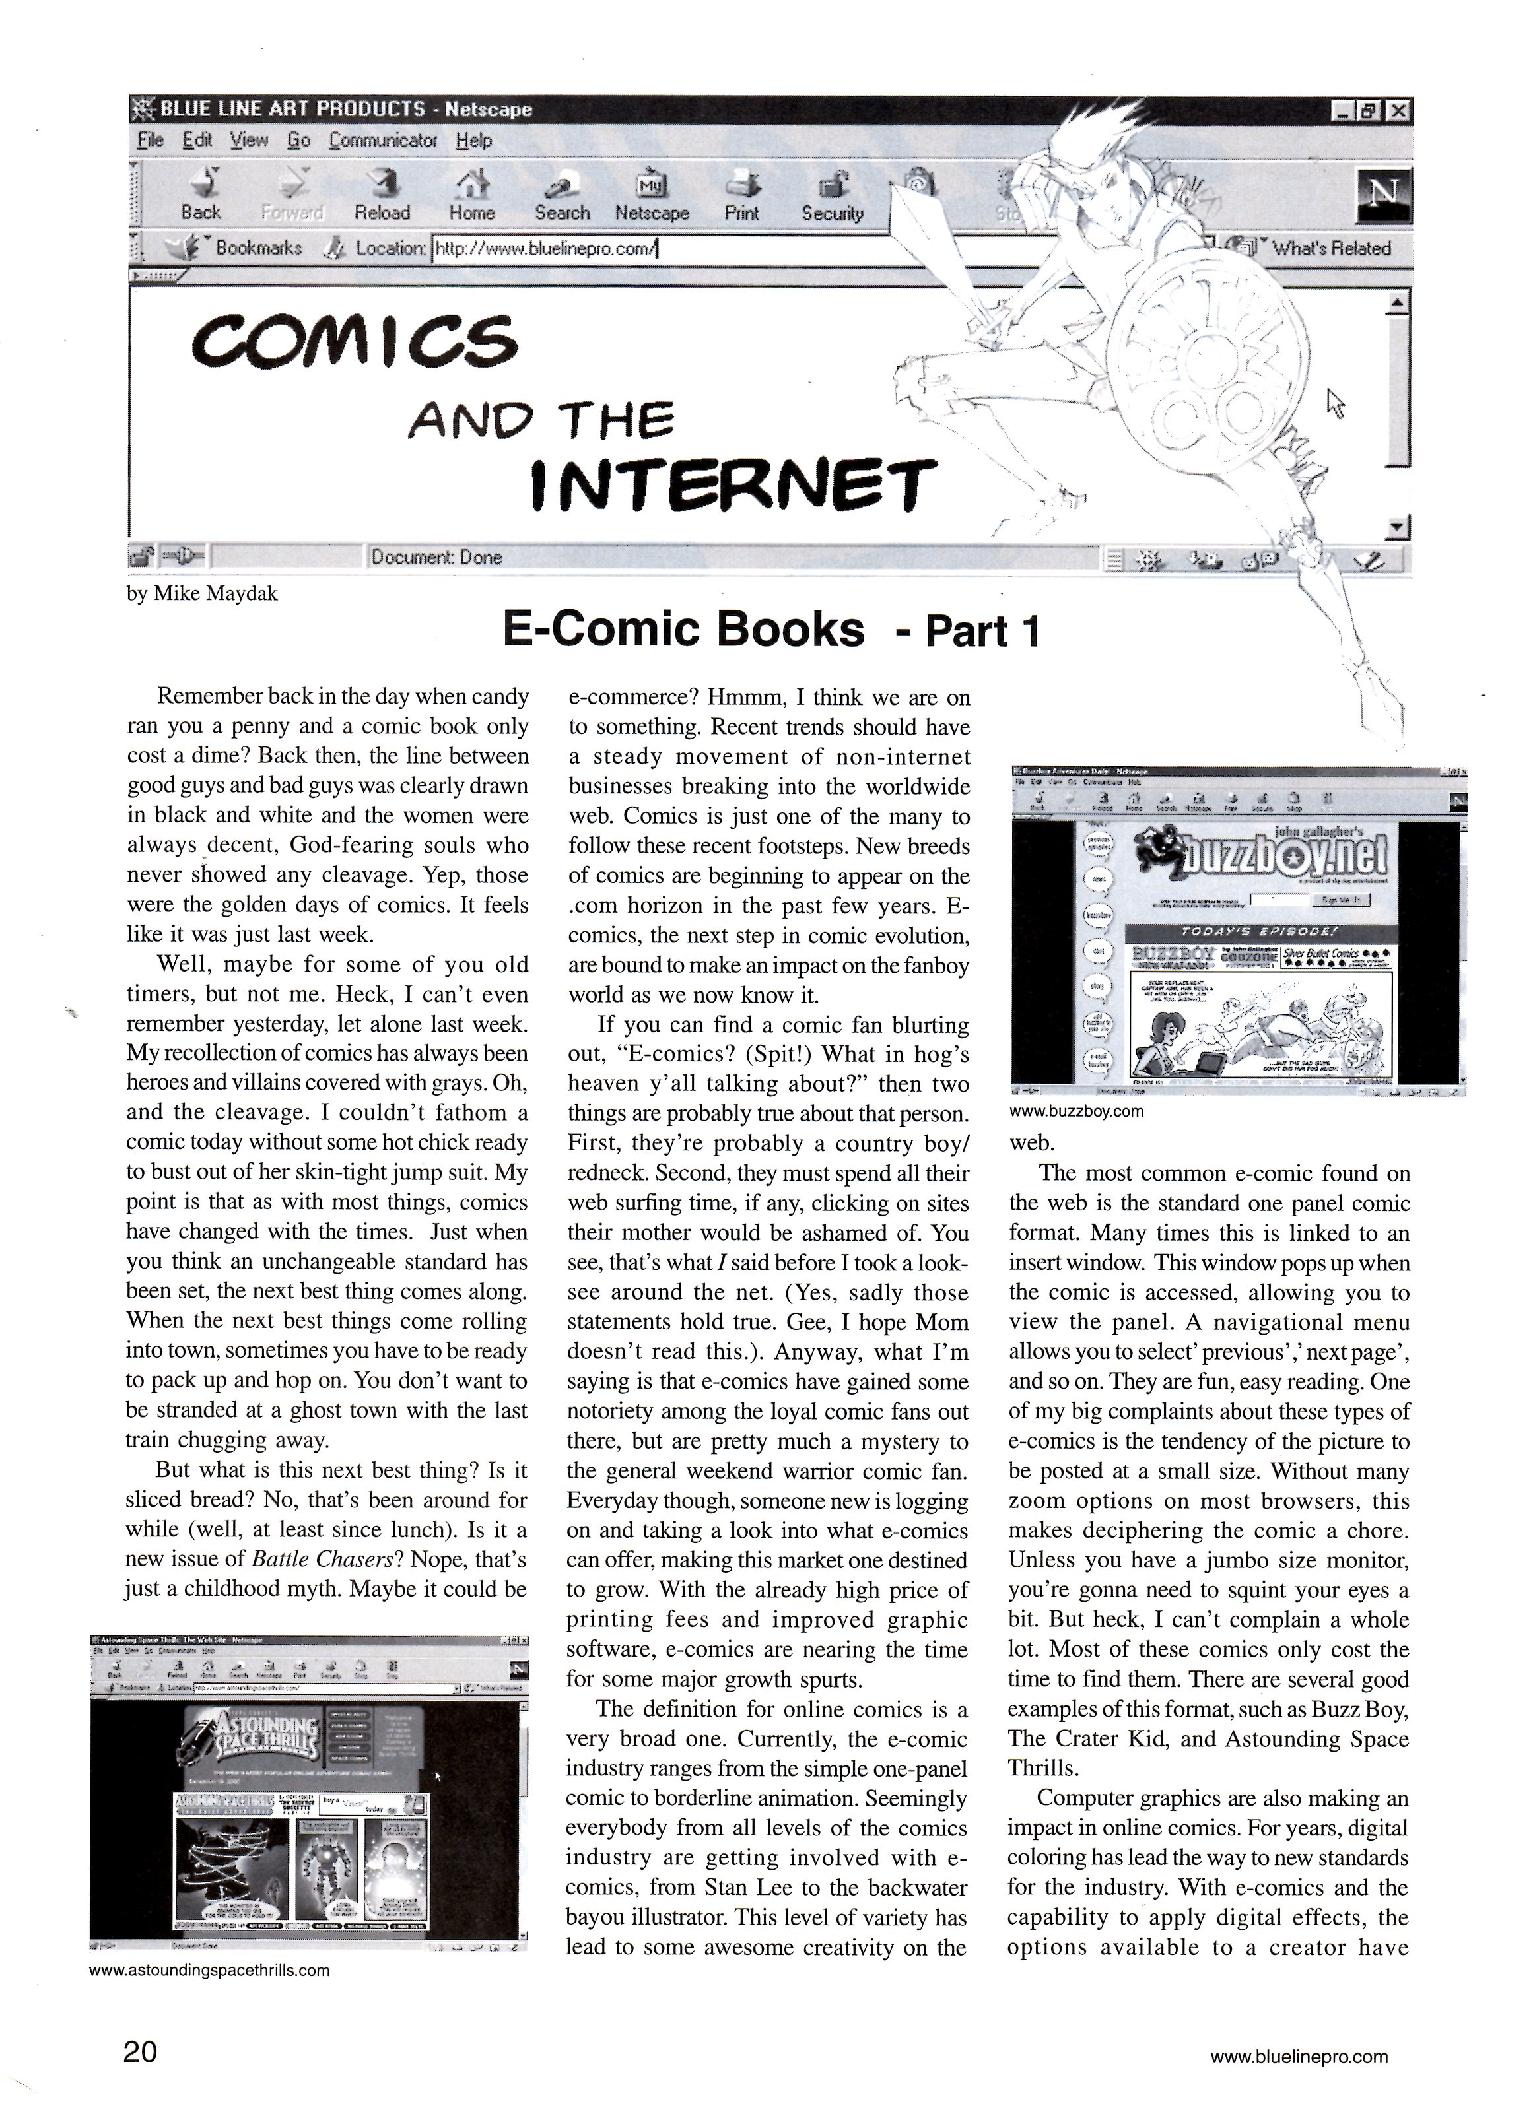 BLUE LINE ART PRODUCTS - Netscape
File Edit View Go Communicator Help
Back Forward Reload Home Search Netscape Print Security
Bookmarks Location: http://www.bluelinepro.com/ What's Related
COMICS
AND THE
INTERNET
Document: Done
by Mike Maydak
E-Comic Books - Part 1
Remember back in the day when candy
ran you a penny and a comic book only
cost a dime? Back then, the line between
good guys and bad guys was clearly drawn
in black and white and the women were
always decent, God-fearing souls who
never showed any cleavage. Yep, those
were the golden days of comics. It feels
like it was just last week.
Well, maybe for some of you old
timers, but not me. Heck, I can't even
remember yesterday, let alone last week.
My recollection of comics has always been
heroes and villains covered with grays. Oh,
and the cleavage. I couldn't fathom a
comic today without some hot chick ready
to bust out of her skin-tight jump suit. My
point is that as with most things, comics
have changed with the times. Just when
you think an unchangeable standard has
been set, the next best thing comes along.
When the next best things come rolling
into town, sometimes you have to be ready
to pack up and hop on. You don't want to
be stranded at a ghost town with the last
train chugging away.
But what is this next best thing? Is it
sliced bread? No, that's been around for
while (well, at least since lunch). Is it a
new issue of Battle Chasers? Nope, that's
just a childhood myth. Maybe it could be
Astounding Space Thrills: The Web Site - Netscape
ASTOUNDING
SPACE THRILLS
www.astoundingspacethrills.com
e-commerce? Hmmm, I think we are on
to something. Recent trends should have
a steady movement of non-internet
businesses breaking into the worldwide
web. Comics is just one of the many to
follow these recent footsteps. New breeds
of comics are beginning to appear on the
.com horizon in the past few years. E-
comics, the next step in comic evolution,
are bound to make an impact on the fanboy
world as we now know it.
If you can find a comic fan blurting
out, “E-comics? (Spit!) What in hog's
heaven y'all talking about?” then two
things are probably true about that person.
First, they're probably a country boy/
redneck. Second, they must spend all their
web surfing time, if any, clicking on sites
their mother would be ashamed of. You
see, that's what I said before I took a look-
see around the net. (Yes, sadly those
statements hold true. Gee, I hope Mom
doesn't read this.). Anyway, what I'm
saying is that e-comics have gained some
notoriety among the loyal comic fans out
there, but are pretty much a mystery to
the general weekend warrior comic fan.
Everyday though, someone new is logging
on and taking a look into what e-comics
can offer, making this market one destined
to grow. With the already high price of
printing fees and improved graphic
software, e-comics are nearing the time
for some major growth spurts.
The definition for online comics is a
very broad one. Currently, the e-comic
industry ranges from the simple one-panel
comic to borderline animation. Seemingly
everybody from all levels of the comics
industry are getting involved with e-
comics, from Stan Lee to the backwater
bayou illustrator. This level of variety has
lead to some awesome creativity on the
john gallagher's
buzzboy.net
TODAY'S EPISODE!
BUZZBOY
Silver Bullet Comics
www.buzzboy.com
web.
The most common e-comic found on
the web is the standard one panel comic
format. Many times this is linked to an
insert window. This window pops up when
the comic is accessed, allowing you to
view the panel. A navigational menu
allows you to select' previous',' next page',
and so on. They are fun, easy reading. One
of my big complaints about these types of
e-comics is the tendency of the picture to
be posted at a small size. Without many
zoom options on most browsers, this
makes deciphering the comic a chore.
Unless you have a jumbo size monitor,
you're gonna need to squint your eyes a
bit. But heck, I can't complain a whole
lot. Most of these comics only cost the
time to find them. There are several good
examples of this format, such as Buzz Boy,
The Crater Kid, and Astounding Space
Thrills.
Computer graphics are also making an
impact in online comics. For years, digital
coloring has lead the way to new standards
for the industry. With e-comics and the
capability to apply digital effects, the
options available to a creator have
20
www.bluelinepro.com